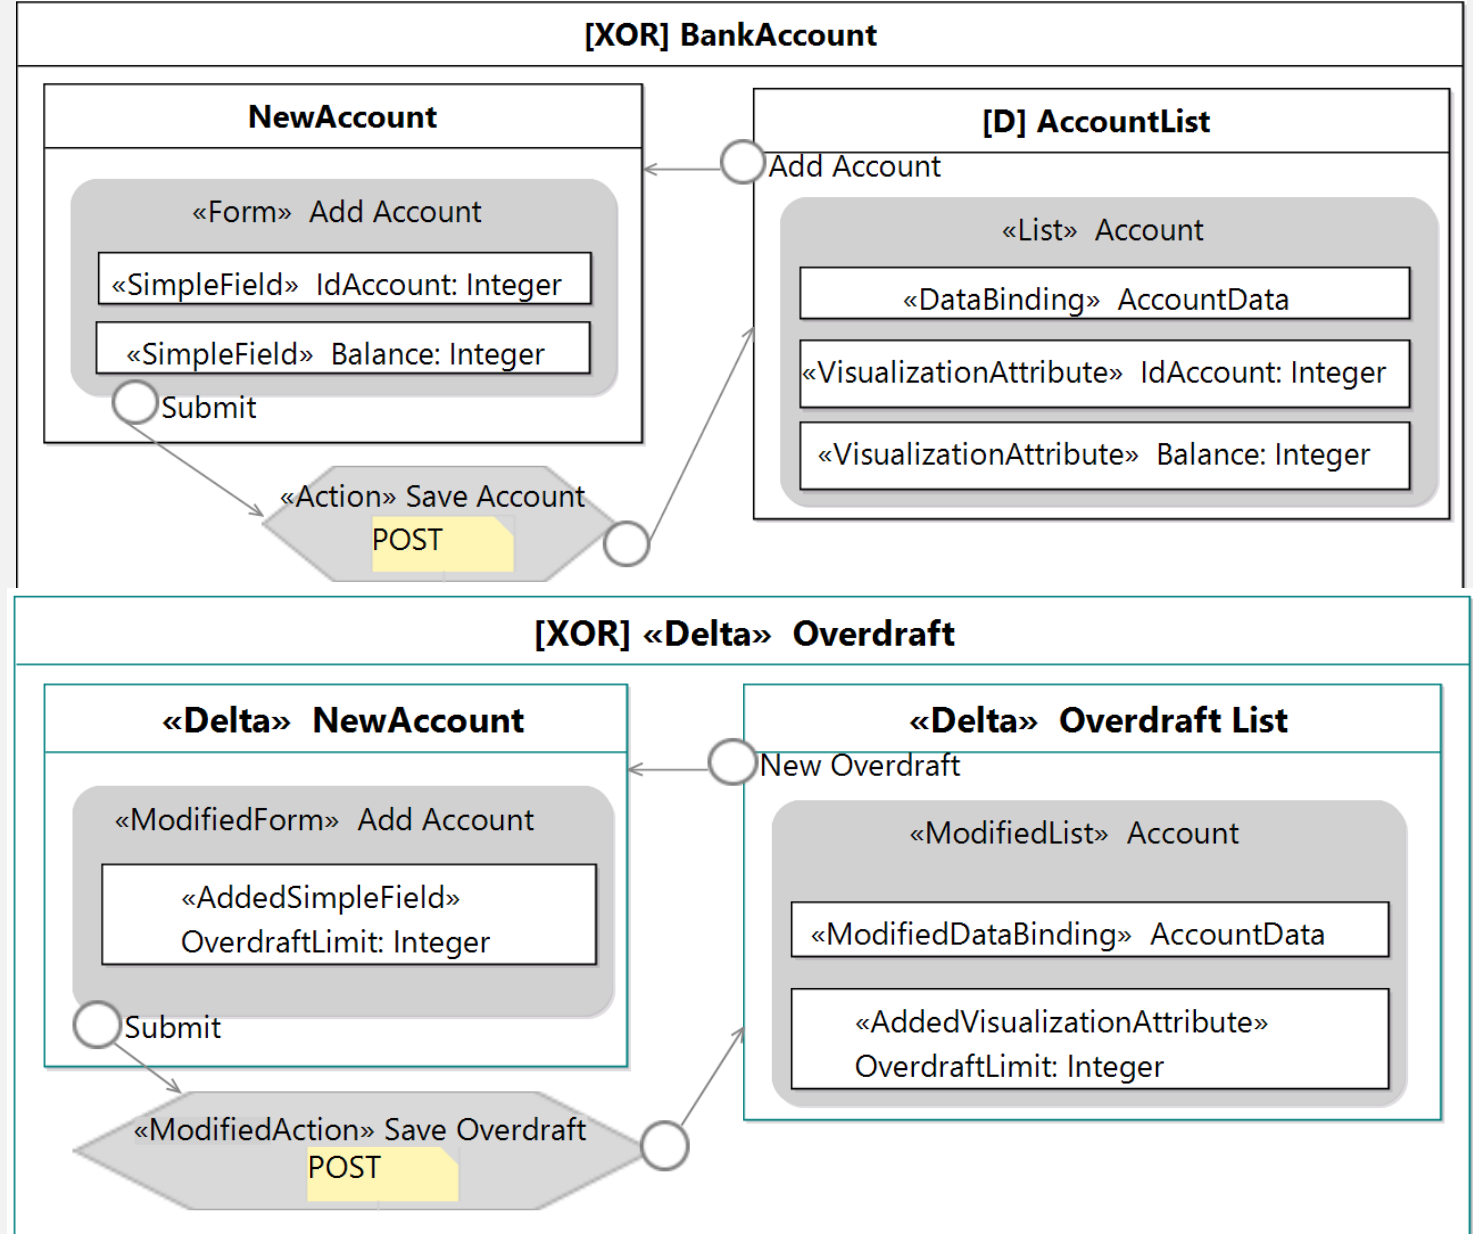 [XOR] BankAccount
NewAccount
«Form» Add Account
«SimpleField» IdAccount: Integer
«SimpleField» Balance: Integer
Submit
[D] AccountList
Add Account
«List» Account
«DataBinding» AccountData
«VisualizationAttribute» IdAccount: Integer
«VisualizationAttribute» Balance: Integer
«Action» Save Account
POST
[XOR] «Delta» Overdraft
«Delta» NewAccount
«ModifiedForm» Add Account
«AddedSimpleField»
OverdraftLimit: Integer
Submit
«Delta» Overdraft List
New Overdraft
«ModifiedList» Account
«ModifiedDataBinding» AccountData
«AddedVisualizationAttribute»
OverdraftLimit: Integer
«ModifiedAction» Save Overdraft
POST